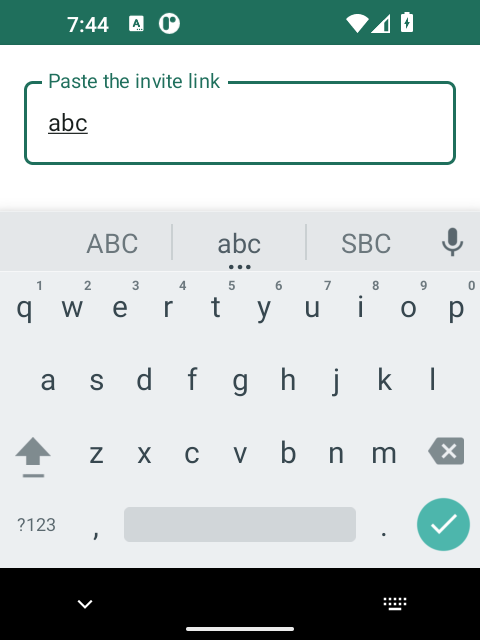 7:44
A
Paste the invite link
abc
ABC abc SBC
1 2 3 4 5 6 7 8 9 0
q w e r t y u i o p
a s d f g h j k l
z x c v b n m
?123 , .